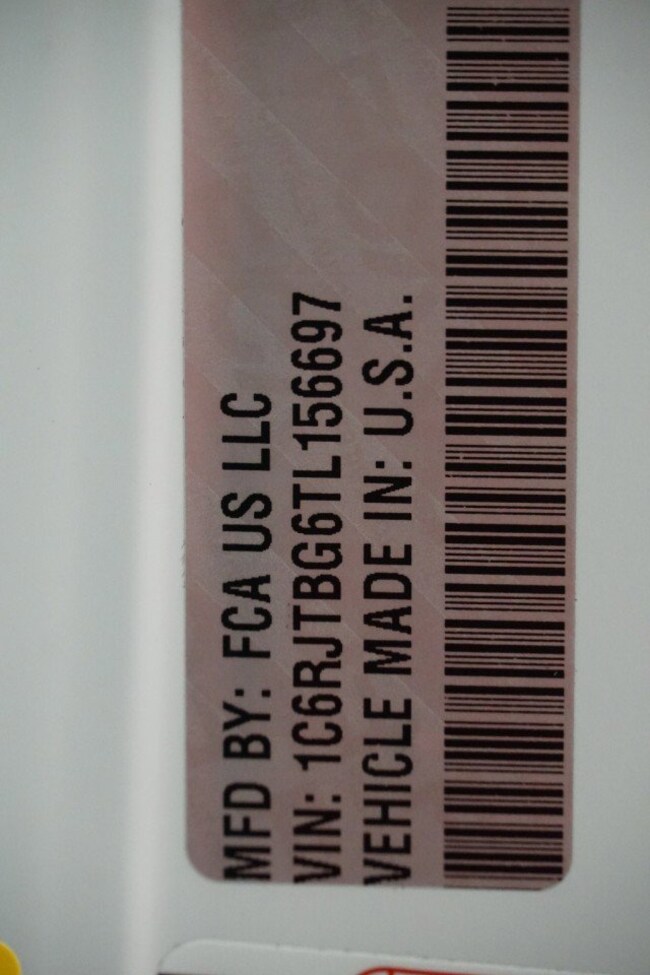 MFD BY: FCA US LLC
VIN: 1C6RJTBG6TL156697
VEHICLE MADE IN: U.S.A.